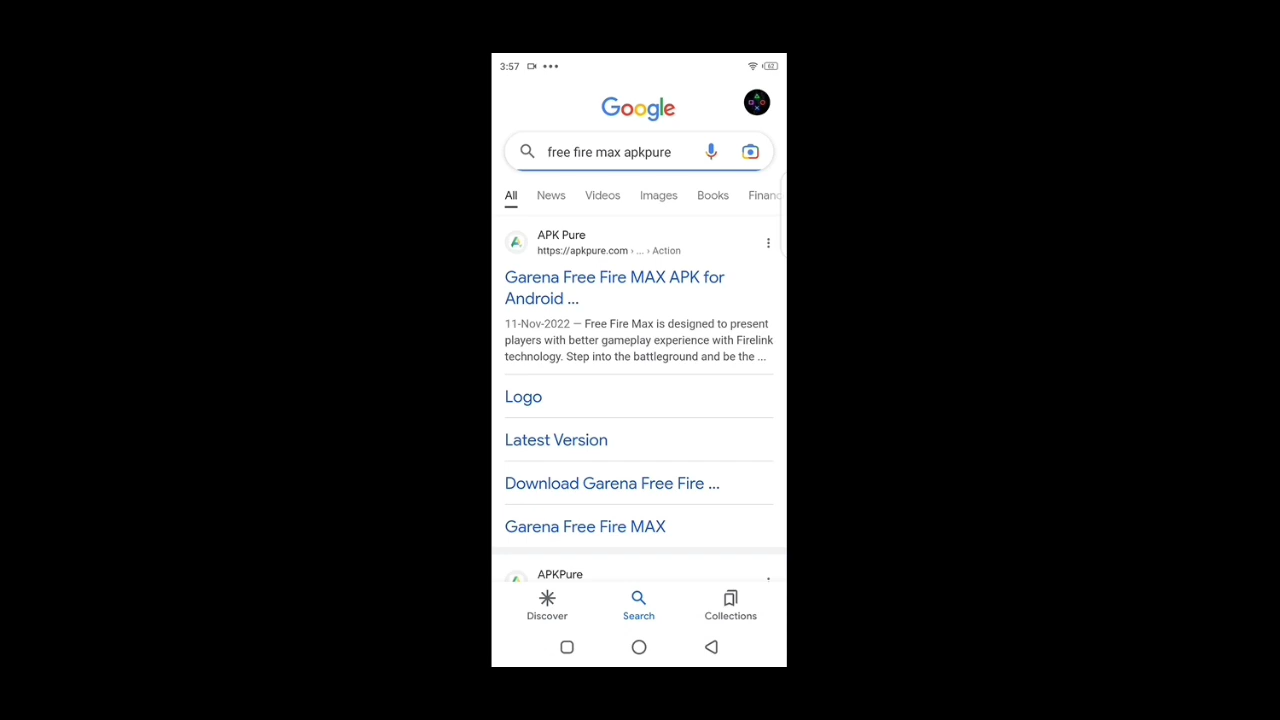 3:57
62
Google
free fire max apkpure
All News Videos Images Books Financ
APK Pure
https://apkpure.com › ... › Action
Garena Free Fire MAX APK for
Android ...
11-Nov-2022 — Free Fire Max is designed to present
players with better gameplay experience with Firelink
technology. Step into the battleground and be the ...
Logo
Latest Version
Download Garena Free Fire ...
Garena Free Fire MAX
APKPure
Discover Search Collections